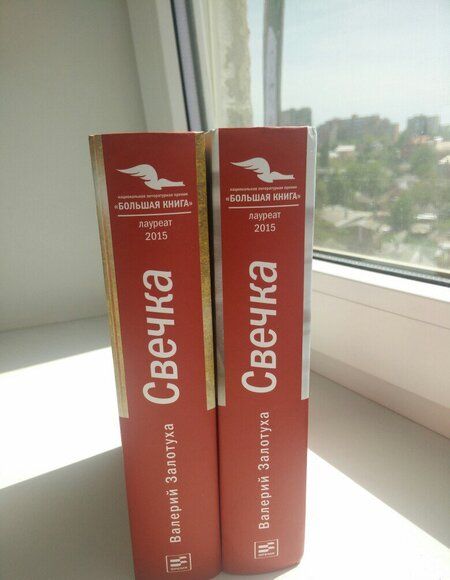 национальная литературная премия
«БОЛЬШАЯ КНИГА»
лауреат
2015
Свечка
Валерий Залотуха
национальная литературная премия
«БОЛЬШАЯ КНИГА»
лауреат
2015
Свечка
Валерий Залотуха